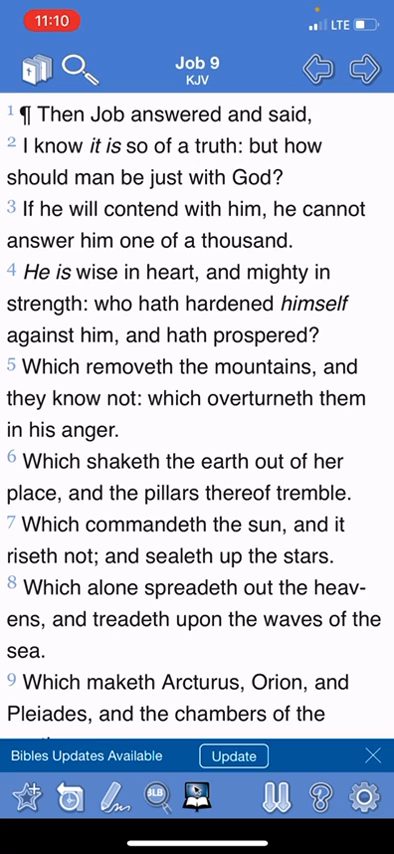 11:10
LTE
Job 9
KJV
1 ¶ Then Job answered and said,
2 I know it is so of a truth: but how
should man be just with God?
3 If he will contend with him, he cannot
answer him one of a thousand.
4 He is wise in heart, and mighty in
strength: who hath hardened himself
against him, and hath prospered?
5 Which removeth the mountains, and
they know not: which overturneth them
in his anger.
6 Which shaketh the earth out of her
place, and the pillars thereof tremble.
7 Which commandeth the sun, and it
riseth not; and sealeth up the stars.
8 Which alone spreadeth out the heav-
ens, and treadeth upon the waves of the
sea.
9 Which maketh Arcturus, Orion, and
Pleiades, and the chambers of the
Bibles Updates Available
Update
BLB